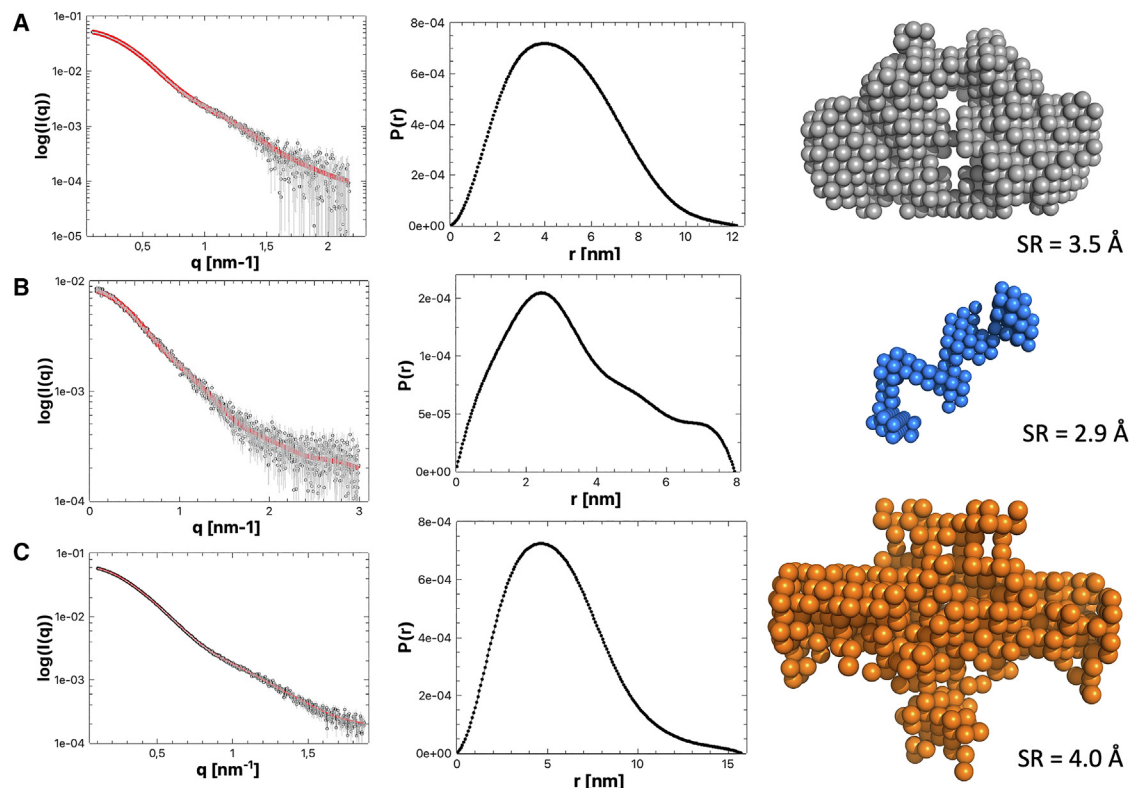 A
log(I(q))
1e-01
1e-02
1e-03
1e-04
1e-05
0,5
1
1,5
2
q [nm-1]
P(r)
8e-04
6e-04
4e-04
2e-04
0e+00
0
2
4
6
8
10
12
r [nm]
SR = 3.5 Å
B
log(I(q))
1e-02
1e-03
1e-04
0
1
2
3
q [nm-1]
P(r)
2e-04
1e-04
5e-05
0e+00
0
2
4
6
8
r [nm]
SR = 2.9 Å
C
log(I(q))
1e-01
1e-02
1e-03
1e-04
0,5
1
1,5
q [nm-1]
P(r)
8e-04
6e-04
4e-04
2e-04
0e+00
0
5
10
15
r [nm]
SR = 4.0 Å